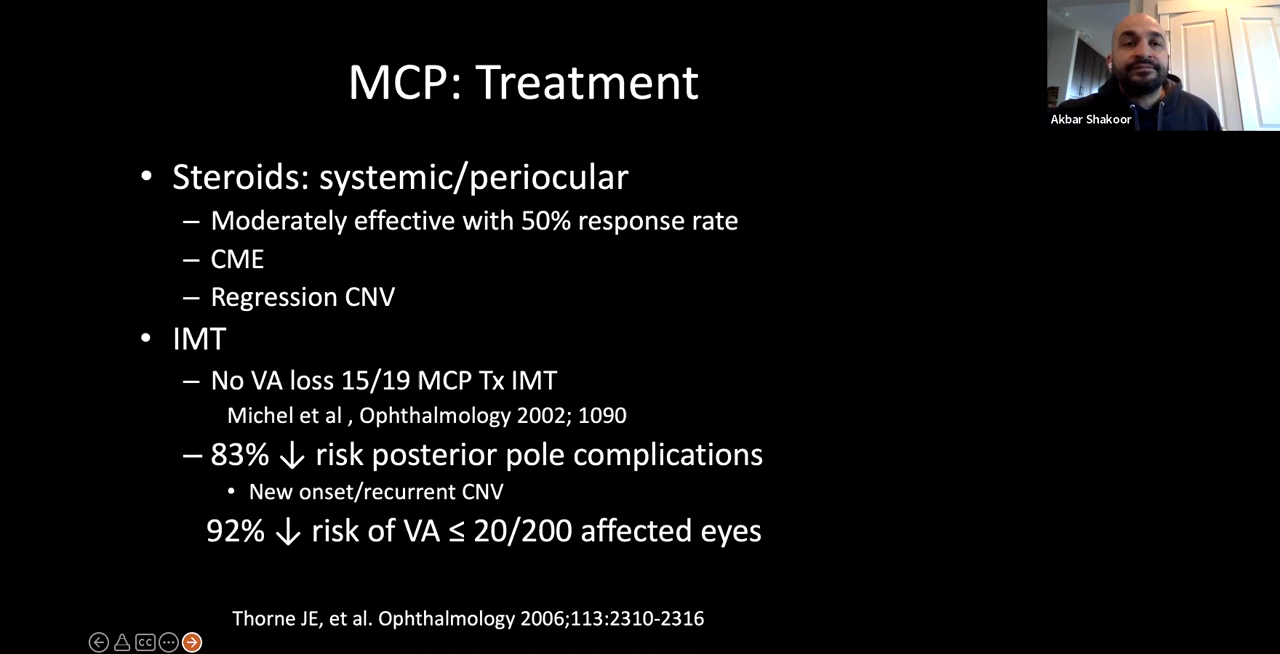 MCP: Treatment
Akbar Shakoor
• Steroids: systemic/periocular
– Moderately effective with 50% response rate
– CME
– Regression CNV
• IMT
– No VA loss 15/19 MCP Tx IMT
Michel et al , Ophthalmology 2002; 1090
– 83% ↓ risk posterior pole complications
• New onset/recurrent CNV
92% ↓ risk of VA ≤ 20/200 affected eyes
Thorne JE, et al. Ophthalmology 2006;113:2310-2316
CC